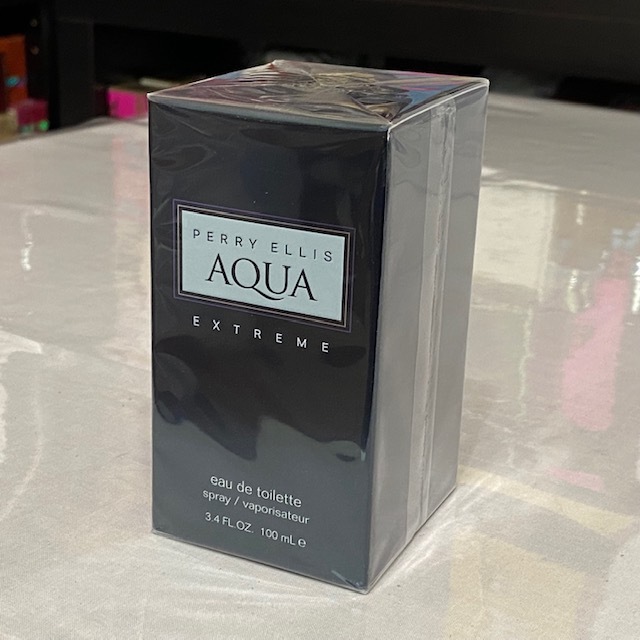 PERRY ELLIS
AQUA
EXTREME
eau de toilette
spray / vaporisateur
3.4 FL OZ. 100 mL ℮